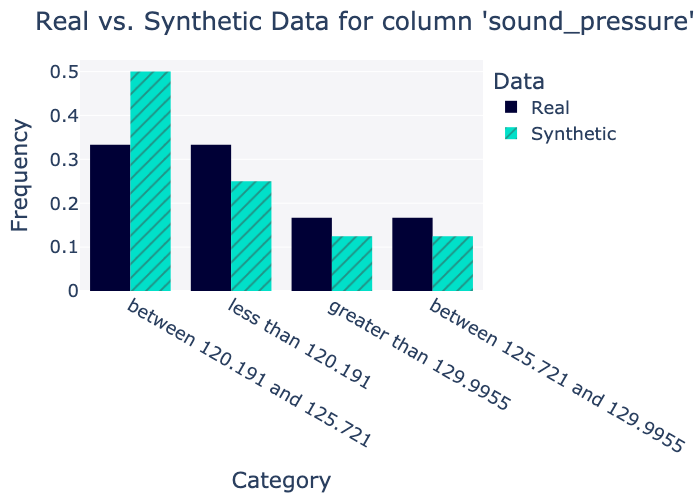 Real vs. Synthetic Data for column 'sound_pressure'
Data
Real
Synthetic
Frequency
0.5
0.4
0.3
0.2
0.1
0
between 120.191 and 125.721
less than 120.191
greater than 129.9955
between 125.721 and 129.9955
Category